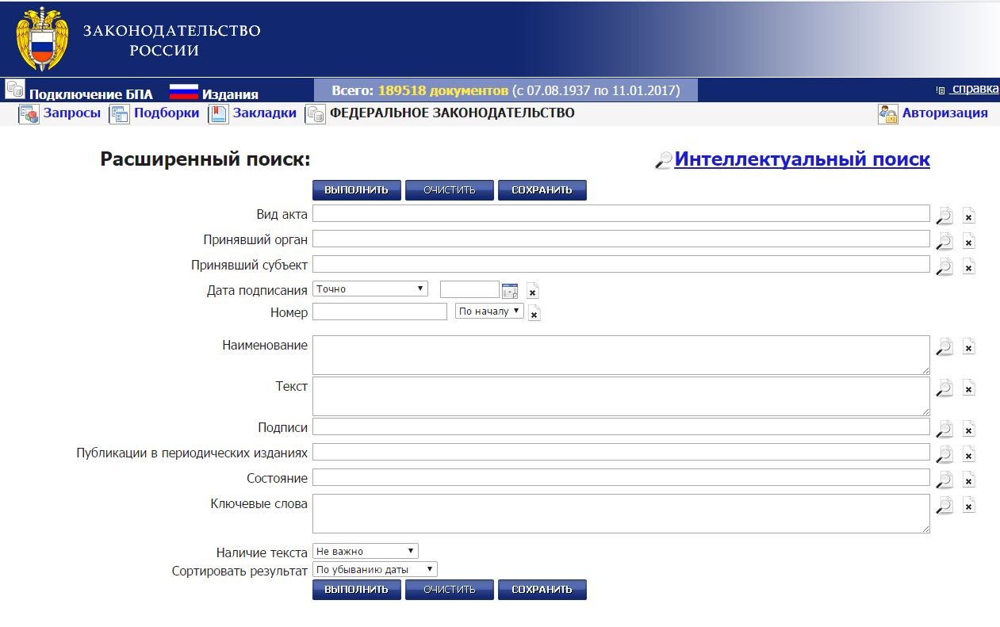 ЗАКОНОДАТЕЛЬСТВО
РОССИИ
Подключение БПА Издания Всего: 189518 документов (с 07.08.1937 по 11.01.2017) справка
Запросы Подборки Закладки ФЕДЕРАЛЬНОЕ ЗАКОНОДАТЕЛЬСТВО Авторизация
Расширенный поиск: Интеллектуальный поиск
ВЫПОЛНИТЬ ОЧИСТИТЬ СОХРАНИТЬ
Вид акта
Принявший орган
Принявший субъект
Дата подписания Точно
Номер По началу
Наименование
Текст
Подписи
Публикации в периодических изданиях
Состояние
Ключевые слова
Наличие текста Не важно
Сортировать результат По убыванию даты
ВЫПОЛНИТЬ ОЧИСТИТЬ СОХРАНИТЬ